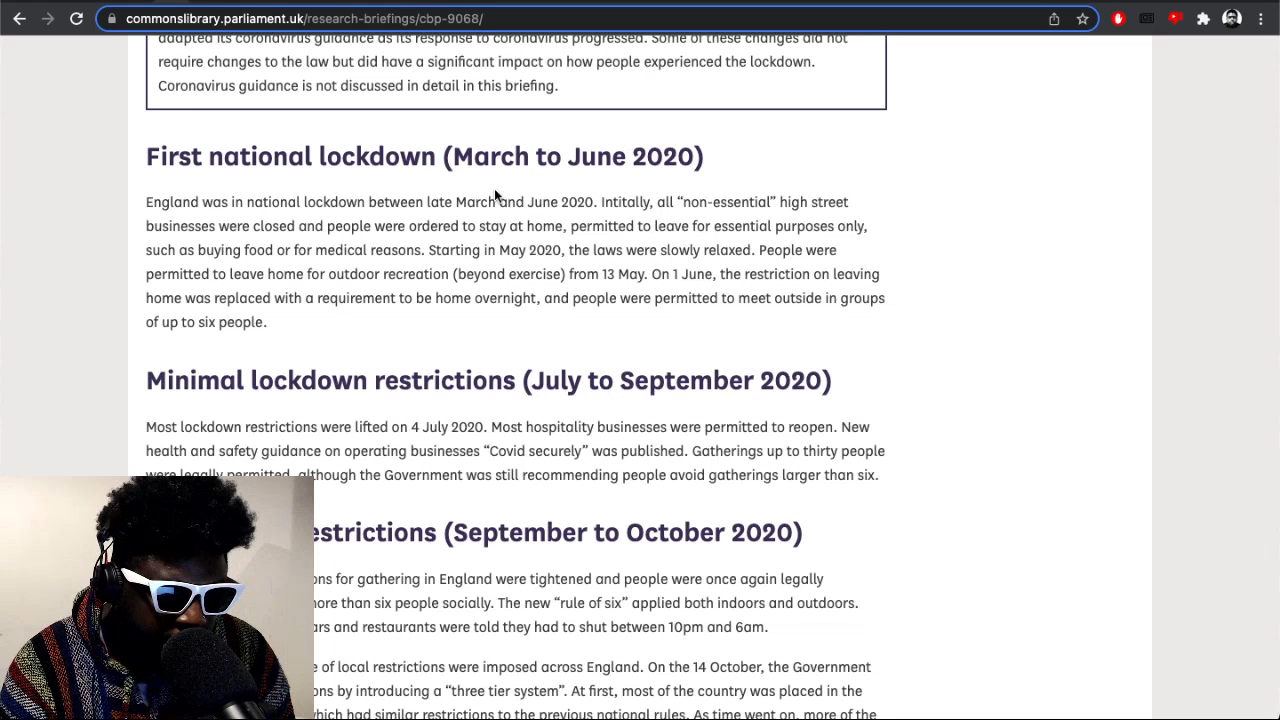 commonslibrary.parliament.uk/research-briefings/cbp-9068/
adapted its coronavirus guidance as its response to coronavirus progressed. Some of these changes did not
require changes to the law but did have a significant impact on how people experienced the lockdown.
Coronavirus guidance is not discussed in detail in this briefing.
First national lockdown (March to June 2020)
England was in national lockdown between late March and June 2020. Intitally, all “non-essential” high street
businesses were closed and people were ordered to stay at home, permitted to leave for essential purposes only,
such as buying food or for medical reasons. Starting in May 2020, the laws were slowly relaxed. People were
permitted to leave home for outdoor recreation (beyond exercise) from 13 May. On 1 June, the restriction on leaving
home was replaced with a requirement to be home overnight, and people were permitted to meet outside in groups
of up to six people.
Minimal lockdown restrictions (July to September 2020)
Most lockdown restrictions were lifted on 4 July 2020. Most hospitality businesses were permitted to reopen. New
health and safety guidance on operating businesses “Covid securely” was published. Gatherings up to thirty people
were legally permitted, although the Government was still recommending people avoid gatherings larger than six.
estrictions (September to October 2020)
ons for gathering in England were tightened and people were once again legally
more than six people socially. The new “rule of six” applied both indoors and outdoors.
ars and restaurants were told they had to shut between 10pm and 6am.
e of local restrictions were imposed across England. On the 14 October, the Government
ons by introducing a “three tier system”. At first, most of the country was placed in the
which had similar restrictions to the previous national rules. As time went on, more of the